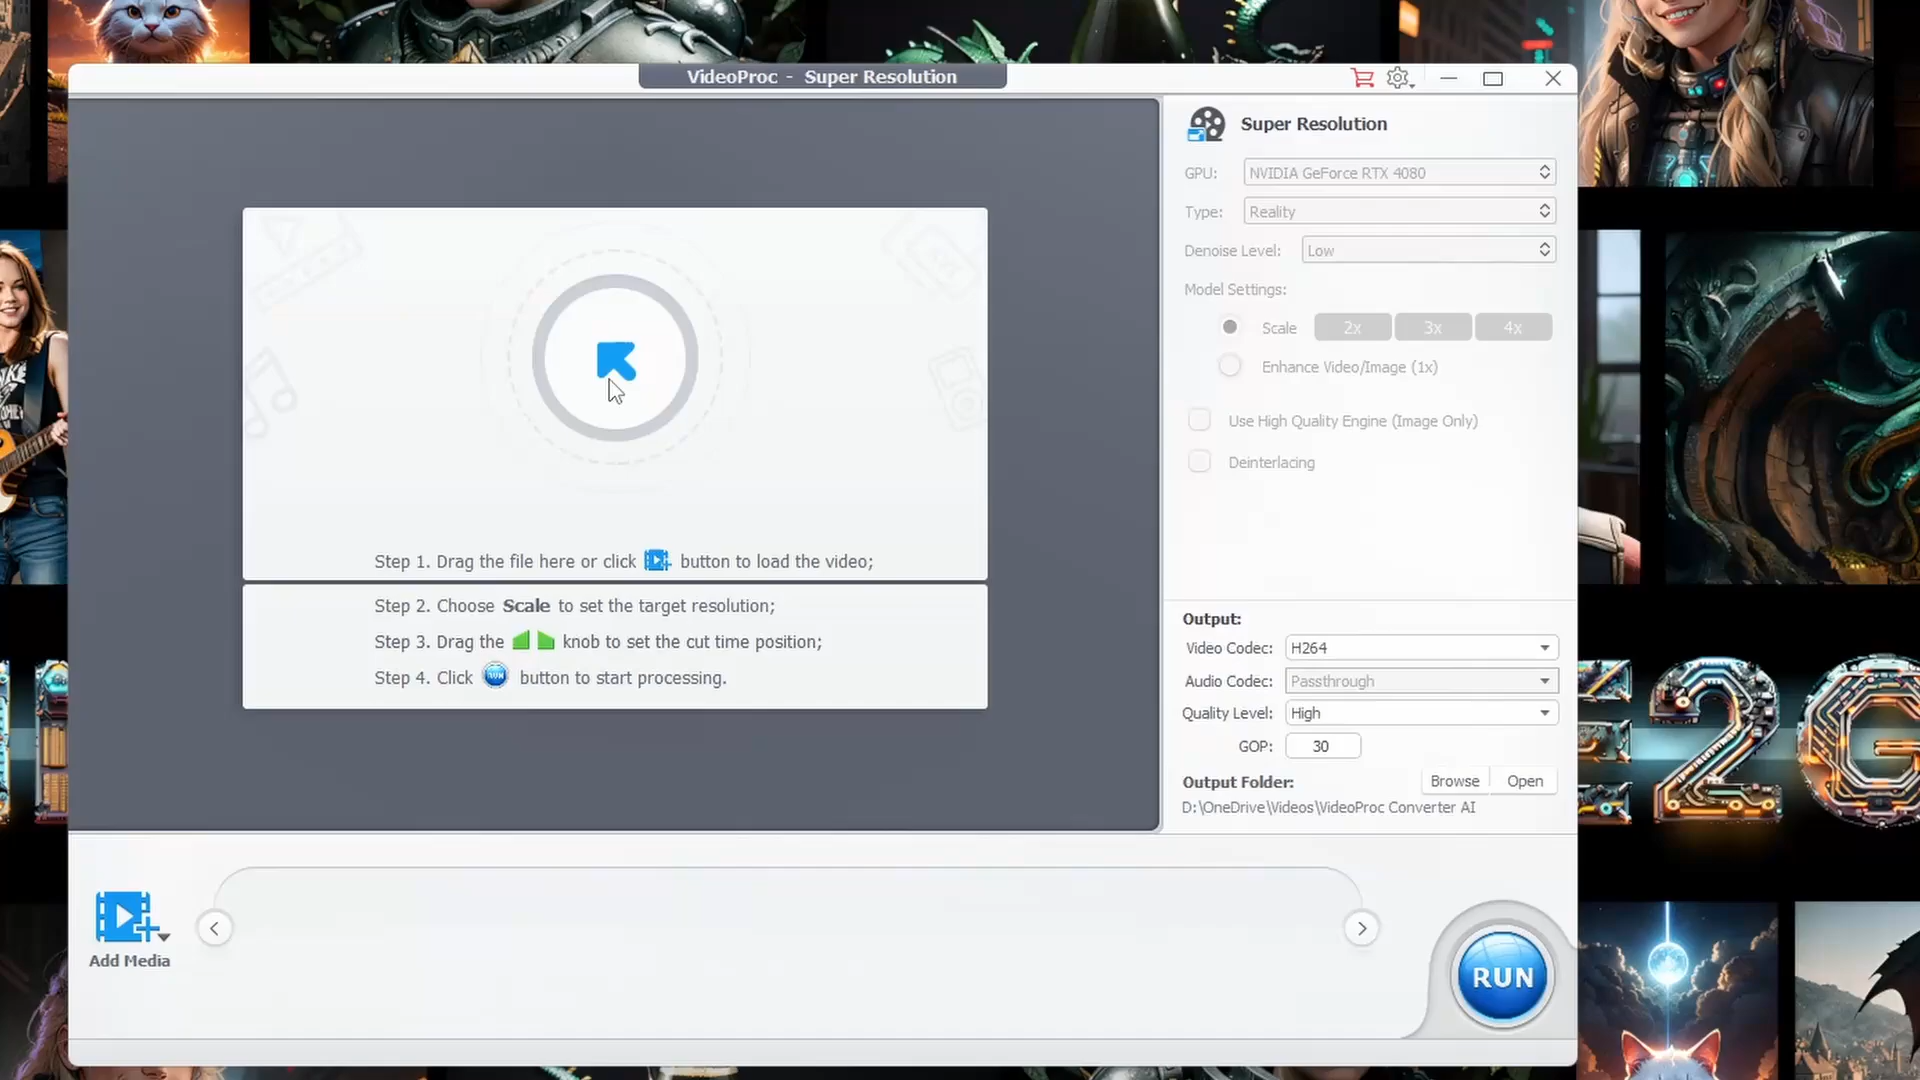 VideoProc - Super Resolution
Super Resolution
GPU: NVIDIA GeForce RTX 4080
Type: Reality
Denoise Level: Low
Model Settings:
Scale 2x 3x 4x
Enhance Video/Image (1x)
Use High Quality Engine (Image Only)
Deinterlacing
Step 1. Drag the file here or click button to load the video;
Step 2. Choose Scale to set the target resolution;
Step 3. Drag the knob to set the cut time position;
Step 4. Click RUN button to start processing.
Output:
Video Codec: H264
Audio Codec: Passthrough
Quality Level: High
GOP: 30
Output Folder: Browse Open
D:\OneDrive\Videos\VideoProc Converter AI
Add Media
RUN
E2G